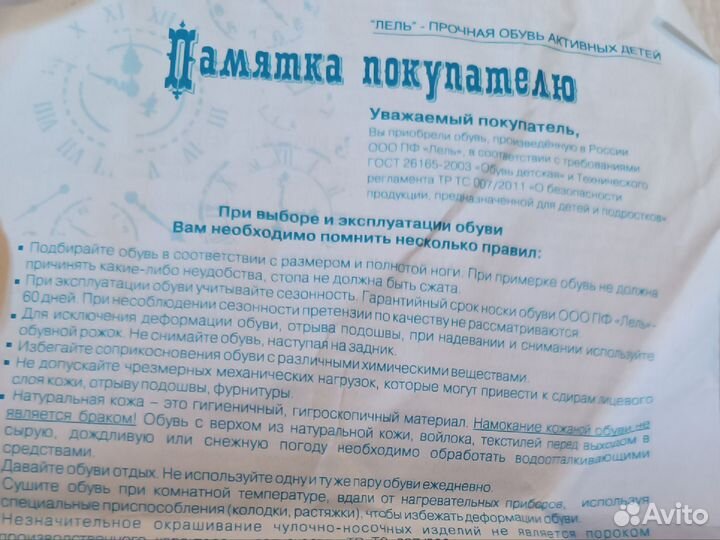 "ЛЕЛЬ" - ПРОЧНАЯ ОБУВЬ АКТИВНЫХ ДЕТЕЙ
Памятка покупателю
Уважаемый покупатель,
Вы приобрели обувь, произведённую в России
ООО ПФ «Лель», в соответствии с требованиями
ГОСТ 26165-2003 «Обувь детская» и Технического
регламента ТР ТС 007/2011 «О безопасности
продукции, предназначенной для детей и подростков»
При выборе и эксплуатации обуви
Вам необходимо помнить несколько правил:
▪ Подбирайте обувь в соответствии с размером и полнотой ноги. При примерке обувь не должна
причинять какие-либо неудобства, стопа не должна быть сжата.
▪ При эксплуатации обуви учитывайте сезонность. Гарантийный срок носки обуви ООО ПФ «Лель»-
60 дней. При несоблюдении сезонности претензии по качеству не рассматриваются
▪ Для исключения деформации обуви, отрыва подошвы, при надевании и снимании используйте
обувной рожок. Не снимайте обувь, наступая на задник.
▪ Избегайте соприкосновения обуви с различными химическими веществами.
▪ Не допускайте чрезмерных механических нагрузок, которые могут привести к сдирам лицевого
слоя кожи, отрыву подошвы, фурнитуры.
▪ Натуральная кожа – это гигиеничный, гигроскопичный материал. Намокание кожаной обуви не
является браком! Обувь с верхом из натуральной кожи, войлока, текстилей перед выходом в
сырую, дождливую или снежную погоду необходимо обработать водоотталкивающими
средствами.
Давайте обуви отдых. Не используйте одну и ту же пару обуви ежедневно.
Сушите обувь при комнатной температуре, вдали от нагревательных приборов, используя
специальные приспособления (колодки, растяжки), чтобы избежать деформации обуви.
Незначительное окрашивание чулочно-носочных изделий не является пороком
Avito